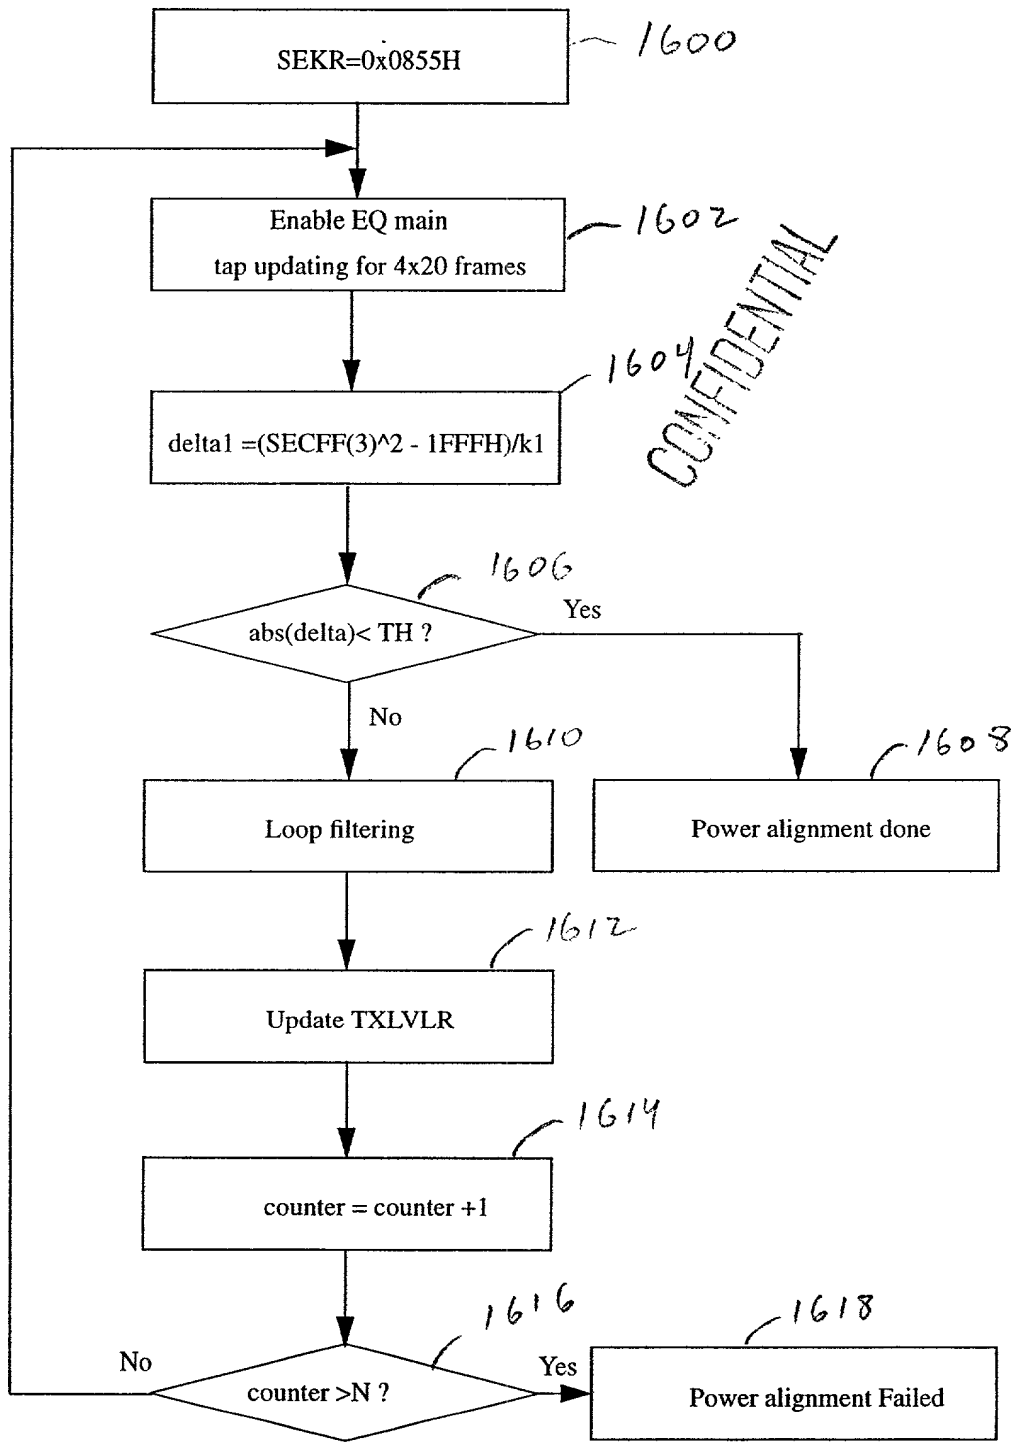 SEKR=0x0855H
1600
Enable EQ main
tap updating for 4x20 frames
1602
CONFIDENTIAL
1604
delta1 =(SECFF(3)^2 - 1FFFH)/k1
1606
abs(delta)< TH ?
Yes
No
1610
Loop filtering
1608
Power alignment done
1612
Update TXLVLR
1614
counter = counter +1
1616
counter >N ?
No
Yes
1618
Power alignment Failed